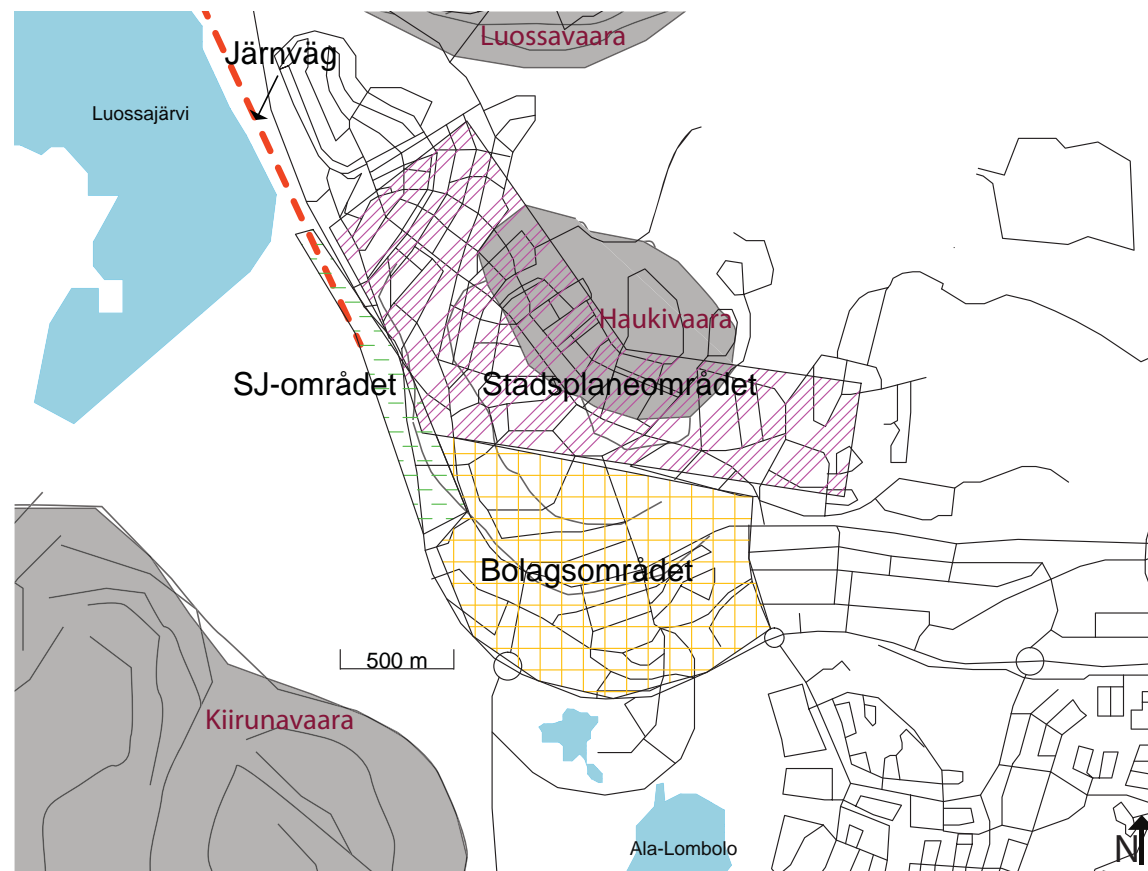 Luossavaara
Järnväg
Luossajärvi
Haukivaara
SJ-området
Stadsplaneområdet
Bolagsområdet
500 m
Kiirunavaara
Ala-Lombolo
N